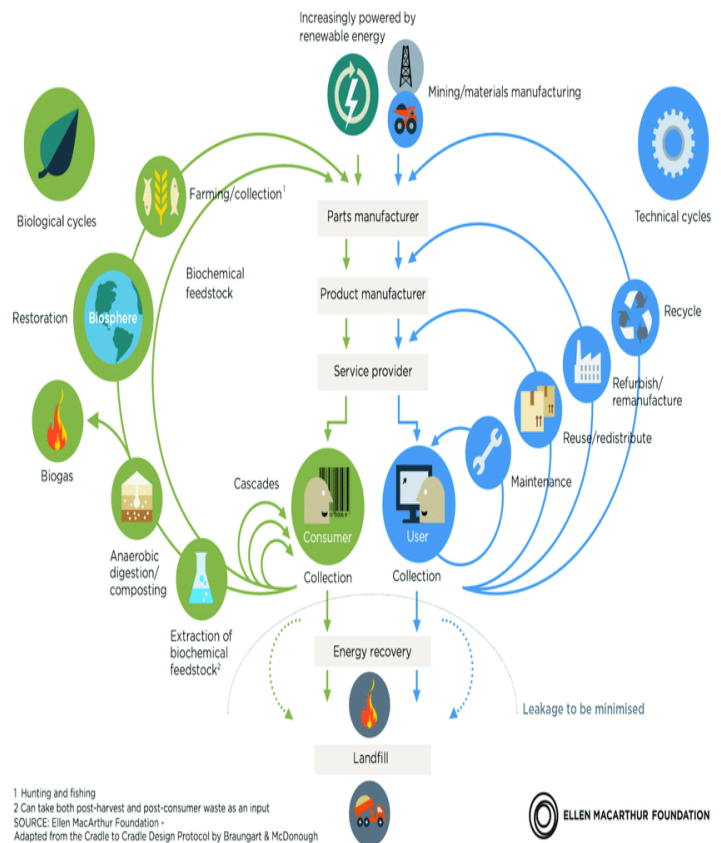 Increasingly powered by
renewable energy
Mining/materials manufacturing
Biological cycles
Technical cycles
Farming/collection¹
Parts manufacturer
Biochemical
feedstock
Product manufacturer
Restoration
Biosphere
Recycle
Service provider
Refurbish/
remanufacture
Reuse/redistribute
Biogas
Cascades
Maintenance
Consumer
User
Anaerobic
digestion/
composting
Collection
Collection
Extraction of
biochemical
feedstock²
Energy recovery
Leakage to be minimised
Landfill
1 Hunting and fishing
2 Can take both post-harvest and post-consumer waste as an input
SOURCE: Ellen MacArthur Foundation -
Adapted from the Cradle to Cradle Design Protocol by Braungart & McDonough
ELLEN MACARTHUR FOUNDATION